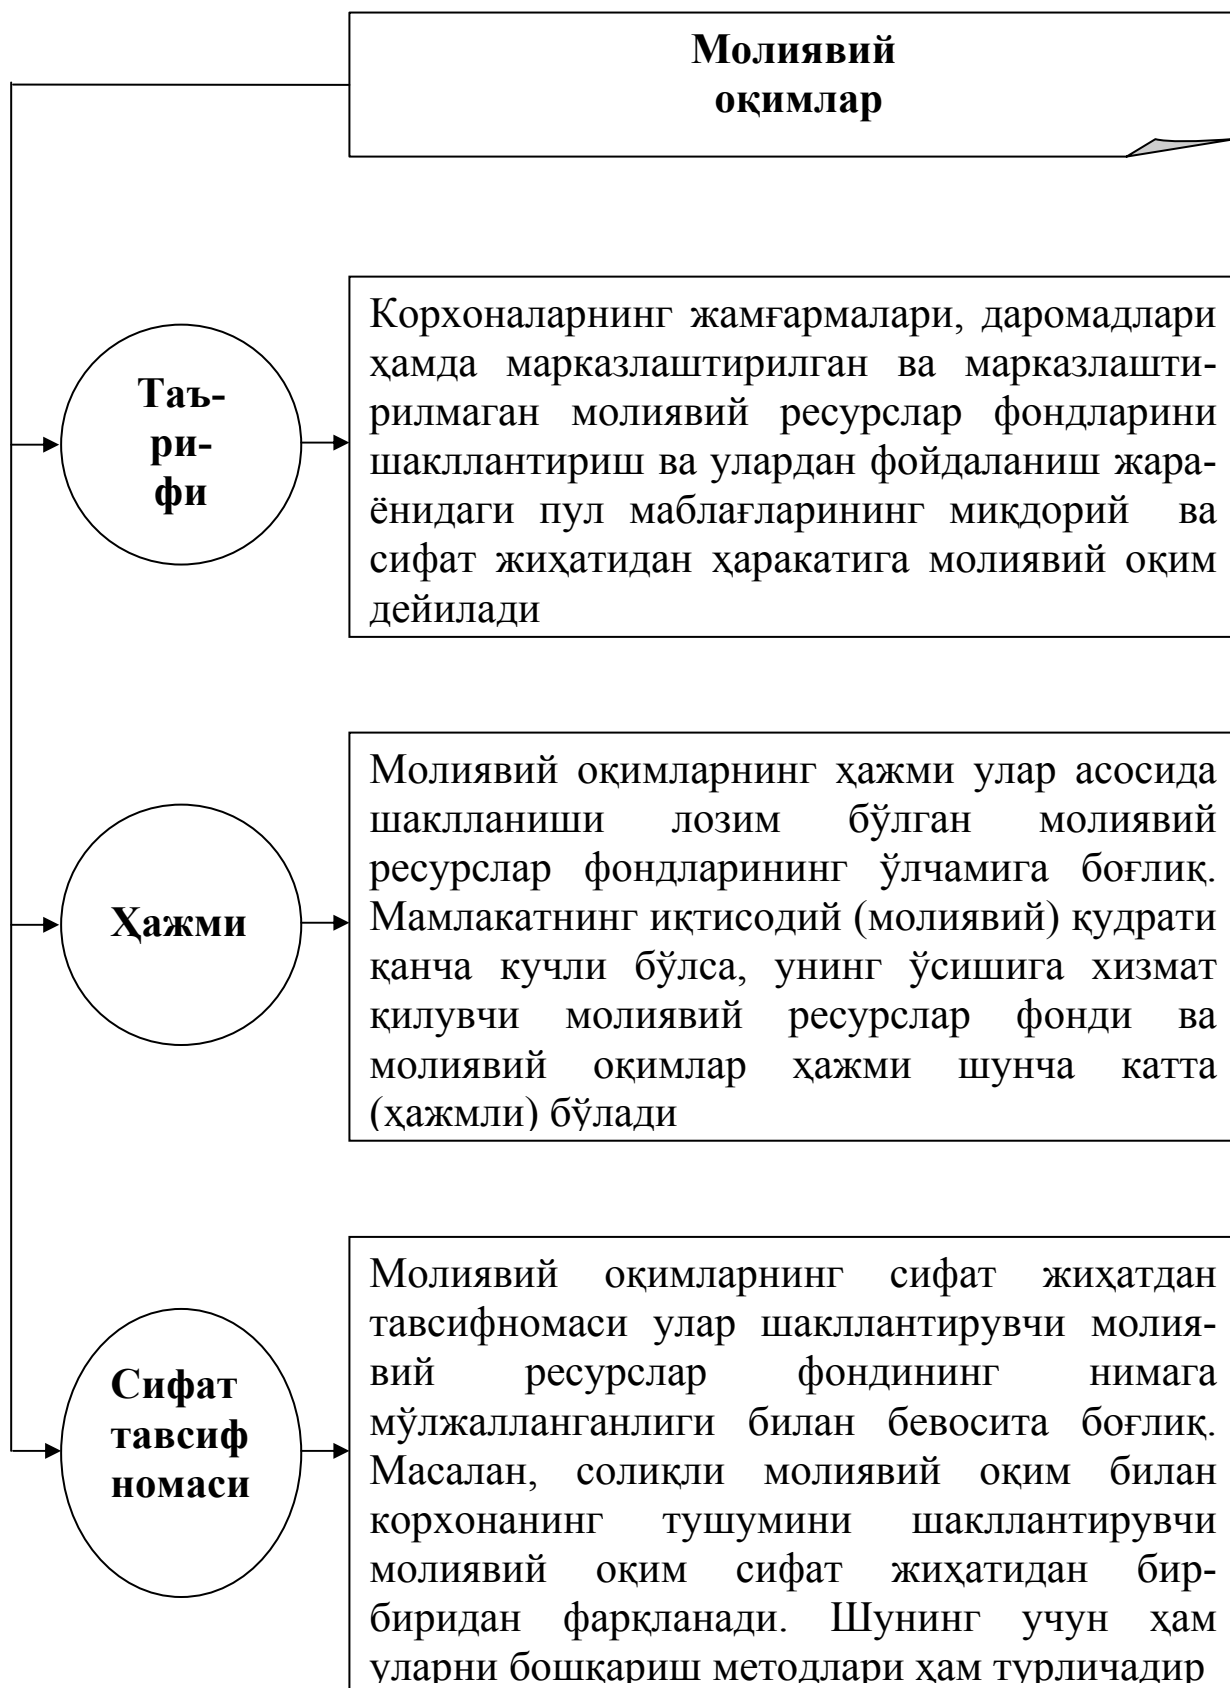 Молиявий
оқимлар
Таъ-
ри-
фи
Корхоналарнинг жамғармалари, даромадлари
ҳамда марказлаштирилган ва марказлашти-
рилмаган молиявий ресурслар фондларини
шакллантириш ва улардан фойдаланиш жара-
ёнидаги пул маблағларининг миқдорий ва
сифат жиҳатидан ҳаракатига молиявий оқим
дейилади
Ҳажми
Молиявий оқимларнинг ҳажми улар асосида
шаклланиши лозим бўлган молиявий
ресурслар фондларининг ўлчамига боғлиқ.
Мамлакатнинг иқтисодий (молиявий) қудрати
қанча кучли бўлса, унинг ўсишига хизмат
қилувчи молиявий ресурслар фонди ва
молиявий оқимлар ҳажми шунча катта
(ҳажмли) бўлади
Сифат
тавсиф
номаси
Молиявий оқимларнинг сифат жиҳатдан
тавсифномаси улар шакллантирувчи молия-
вий ресурслар фондининг нимага
мўлжалланганлиги билан бевосита боғлиқ.
Масалан, солиқли молиявий оқим билан
корхонанинг тушумини шакллантирувчи
молиявий оқим сифат жиҳатидан бир-
биридан фарқланади. Шунинг учун ҳам
уларни бошқариш методлари ҳам турличадир